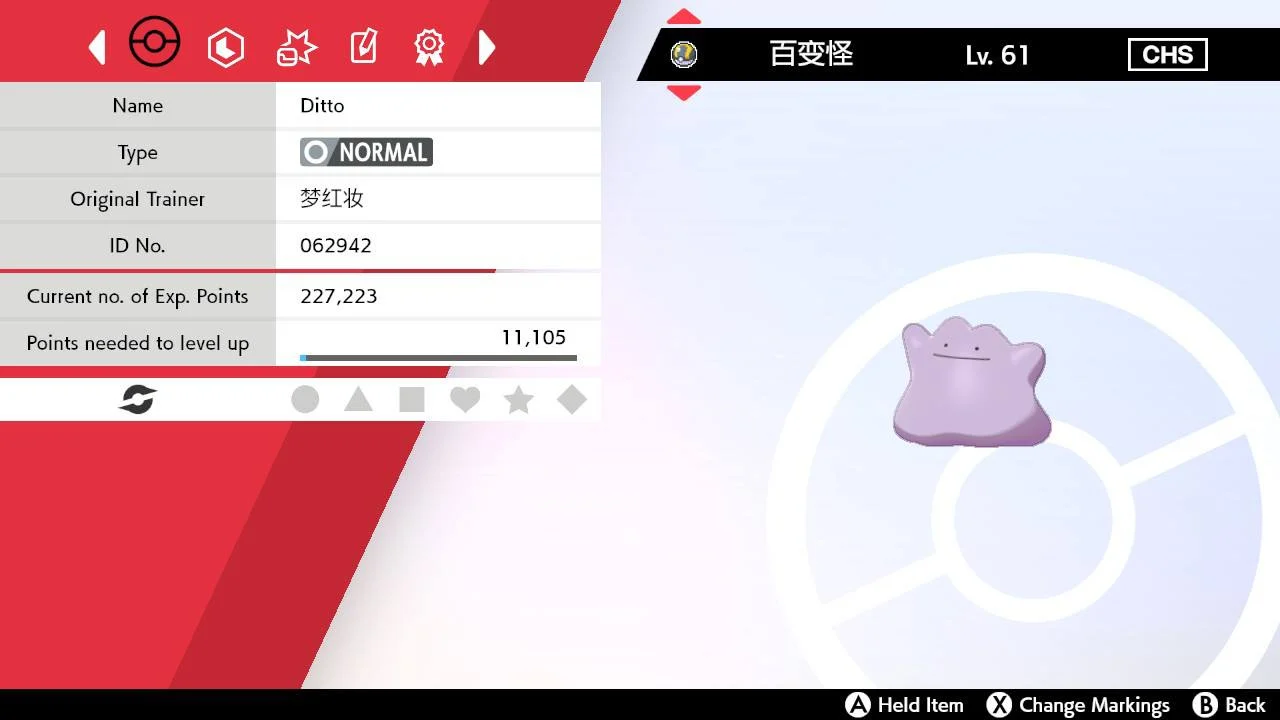 百变怪 Lv. 61 CHS
Name Ditto
Type NORMAL
Original Trainer 梦红妆
ID No. 062942
Current no. of Exp. Points 227,223
Points needed to level up 11,105
A Held Item X Change Markings B Back